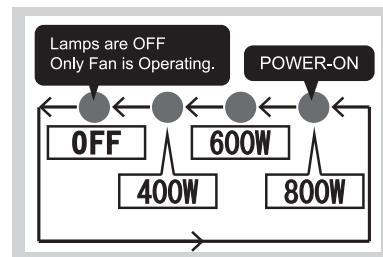 Lamps are OFF
Only Fan is Operating.
POWER-ON
OFF
600W
400W
800W